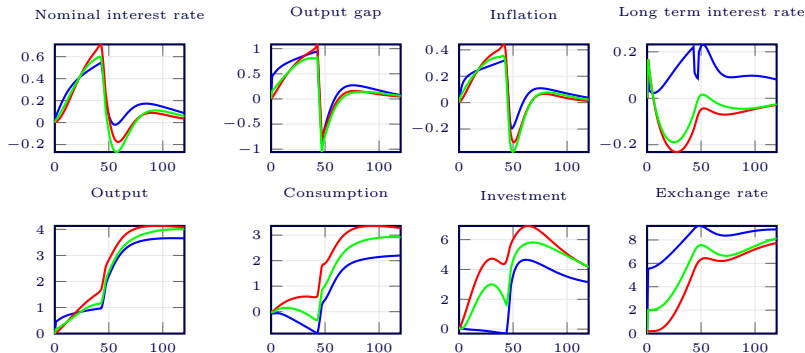 Nominal interest rate
Output gap
Inflation
Long term interest rate
0.6
0.4
0.2
0
−0.2
0 50 100
1
0.5
0
−0.5
−1
0 50 100
0.4
0.2
0
−0.2
0 50 100
0.2
0
−0.2
0 50 100
Output
Consumption
Investment
Exchange rate
4
3
2
1
0
0 50 100
3
2
1
0
0 50 100
6
4
2
0
0 50 100
8
6
4
2
0
0 50 100